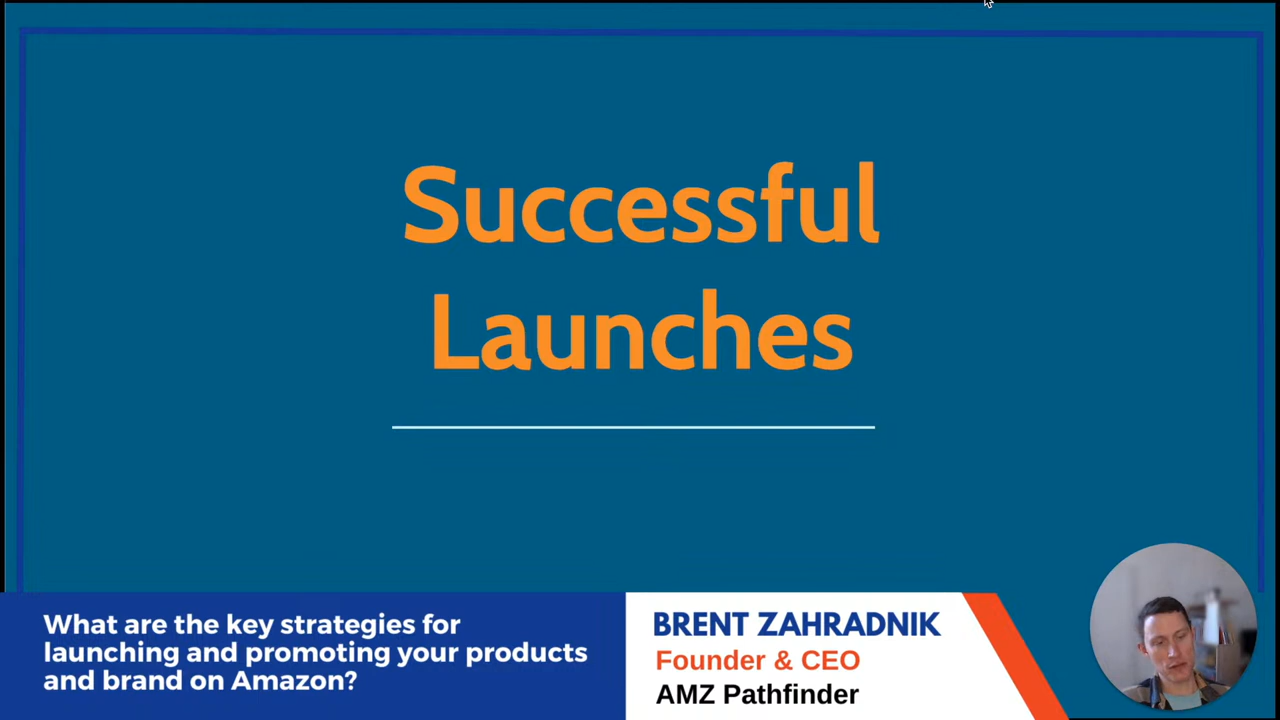 Successful
Launches
What are the key strategies for
launching and promoting your products
and brand on Amazon?
BRENT ZAHRADNIK
Founder & CEO
AMZ Pathfinder